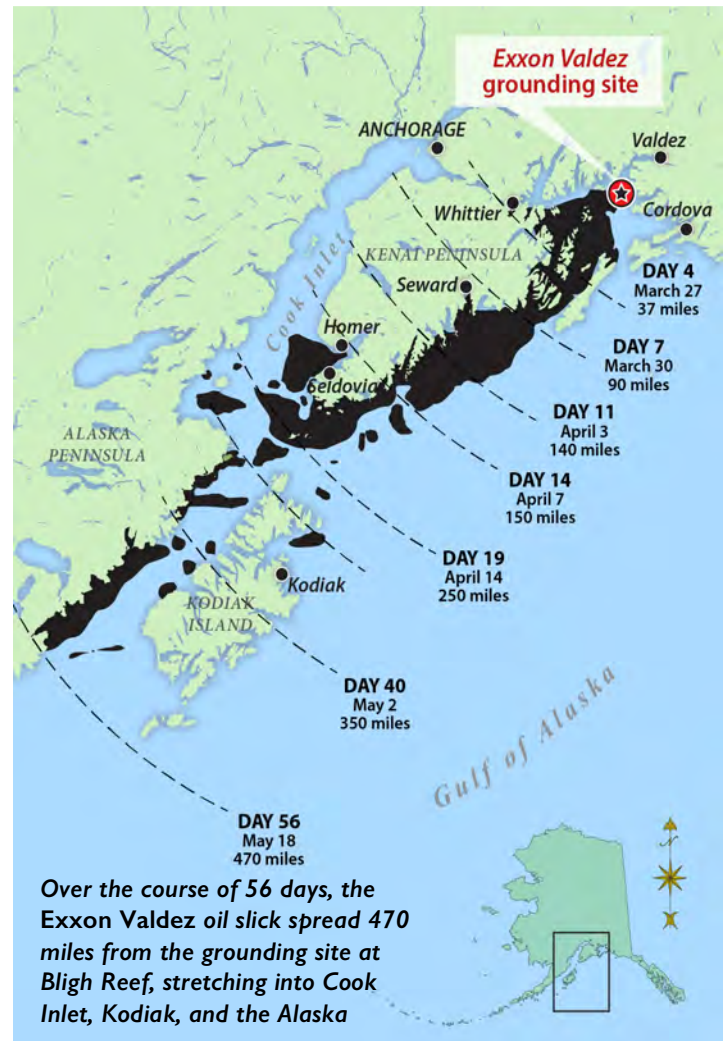 Exxon Valdez
grounding site
ANCHORAGE
Valdez
Whittier
Cordova
Cook Inlet
KENAI PENINSULA
Seward
DAY 4
March 27
37 miles
Homer
DAY 7
March 30
90 miles
Seldovia
DAY 11
April 3
140 miles
ALASKA
PENINSULA
DAY 14
April 7
150 miles
DAY 19
April 14
250 miles
Kodiak
KODIAK
ISLAND
DAY 40
May 2
350 miles
Gulf of Alaska
DAY 56
May 18
470 miles
N
Over the course of 56 days, the
Exxon Valdez oil slick spread 470
miles from the grounding site at
Bligh Reef, stretching into Cook
Inlet, Kodiak, and the Alaska